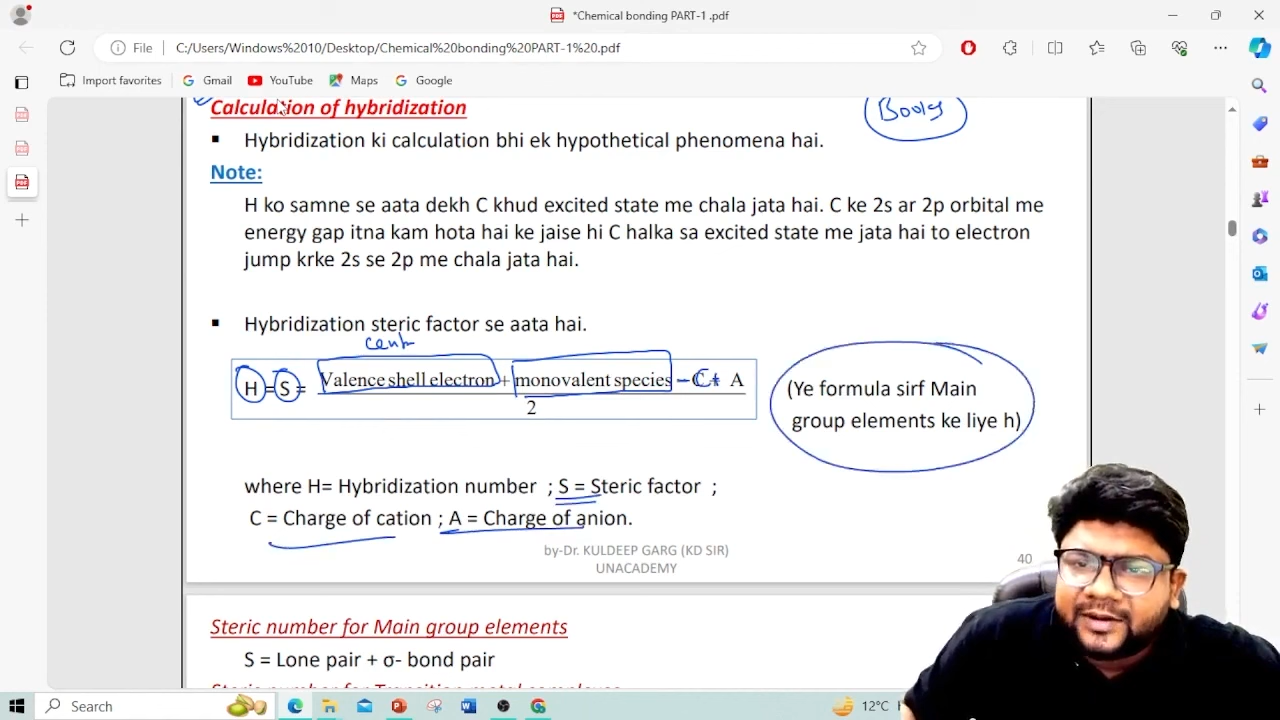 *Chemical bonding PART-1 .pdf
File
C:/Users/Windows%2010/Desktop/Chemical%20bonding%20PART-1%20.pdf
Import favorites
Gmail
YouTube
Maps
Google
Calculation of hybridization
Booly
Hybridization ki calculation bhi ek hypothetical phenomena hai.
Note:
H ko samne se aata dekh C khud excited state me chala jata hai. C ke 2s ar 2p orbital me
energy gap itna kam hota hai ke jaise hi C halka sa excited state me jata hai to electron
jump krke 2s se 2p me chala jata hai.
Hybridization steric factor se aata hai.
H = S = Valence shell electron + monovalent species - C + A
2
(Ye formula sirf Main
group elements ke liye h)
where H= Hybridization number ; S = Steric factor ;
C = Charge of cation ; A = Charge of anion.
by-Dr. KULDEEP GARG (KD SIR)
UNACADEMY
40
Steric number for Main group elements
S = Lone pair + σ- bond pair
Search
12°C